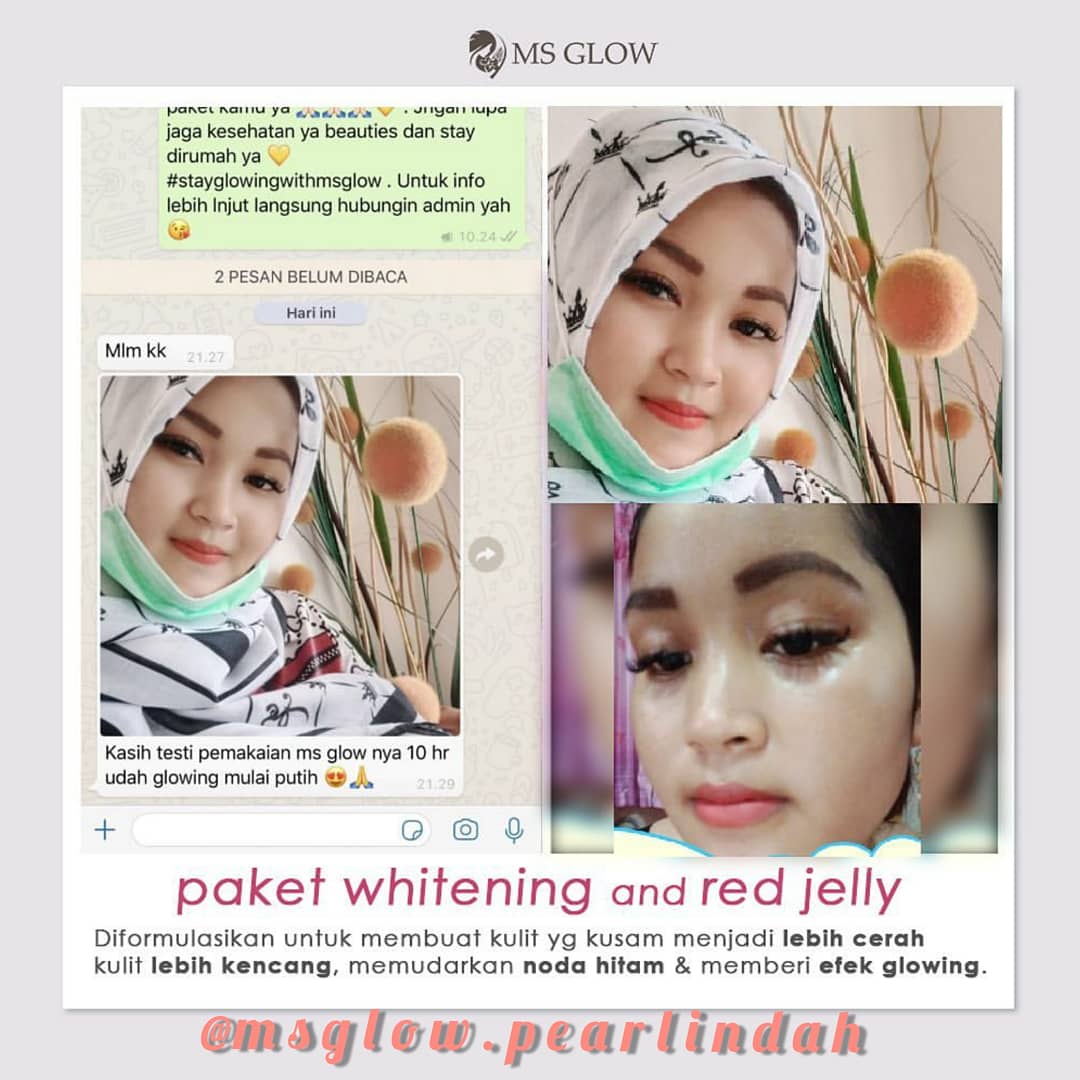 MS GLOW
paket kamu ya 🙏🏻🙏🏻🙏🏻💛 . Jngan lupa
jaga kesehatan ya beauties dan stay
dirumah ya 💛
#stayglowingwithmsglow . Untuk info
lebih lnjut langsung hubungin admin yah
😘
10.24
2 PESAN BELUM DIBACA
Hari ini
Mlm kk 21.27
Kasih testi pemakaian ms glow nya 10 hr
udah glowing mulai putih 😍🙏
21.29
paket whitening and red jelly
Diformulasikan untuk membuat kulit yg kusam menjadi lebih cerah
kulit lebih kencang, memudarkan noda hitam & memberi efek glowing.
@msglow.pearlindah